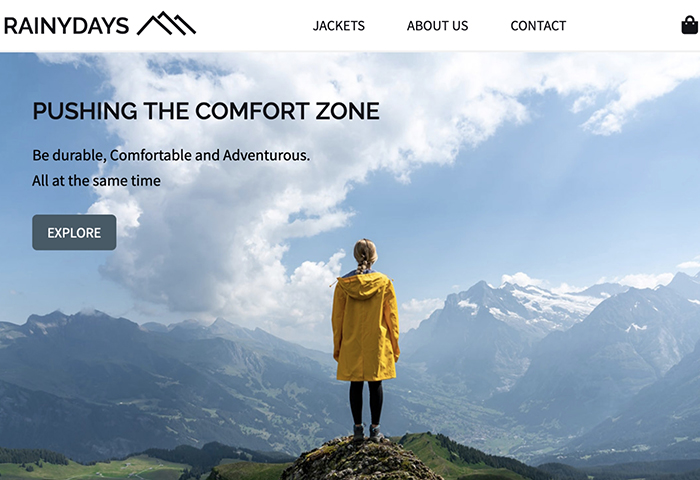 RAINYDAYS
JACKETS
ABOUT US
CONTACT
PUSHING THE COMFORT ZONE
Be durable, Comfortable and Adventurous.
All at the same time
EXPLORE